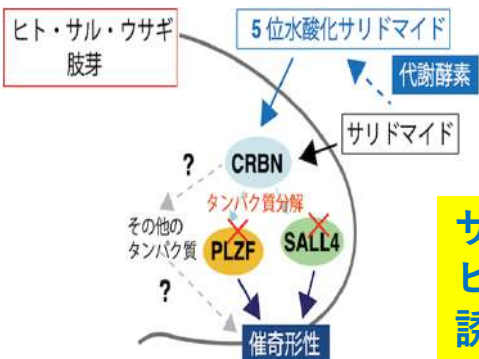 ヒト・サル・ウサギ
肢芽
5位水酸化サリドマイド
代謝酵素
サリドマイド
CRBN
?
タンパク質分解
その他の
タンパク質
PLZF
SALL4
?
催奇形性
サ
ヒ
誘